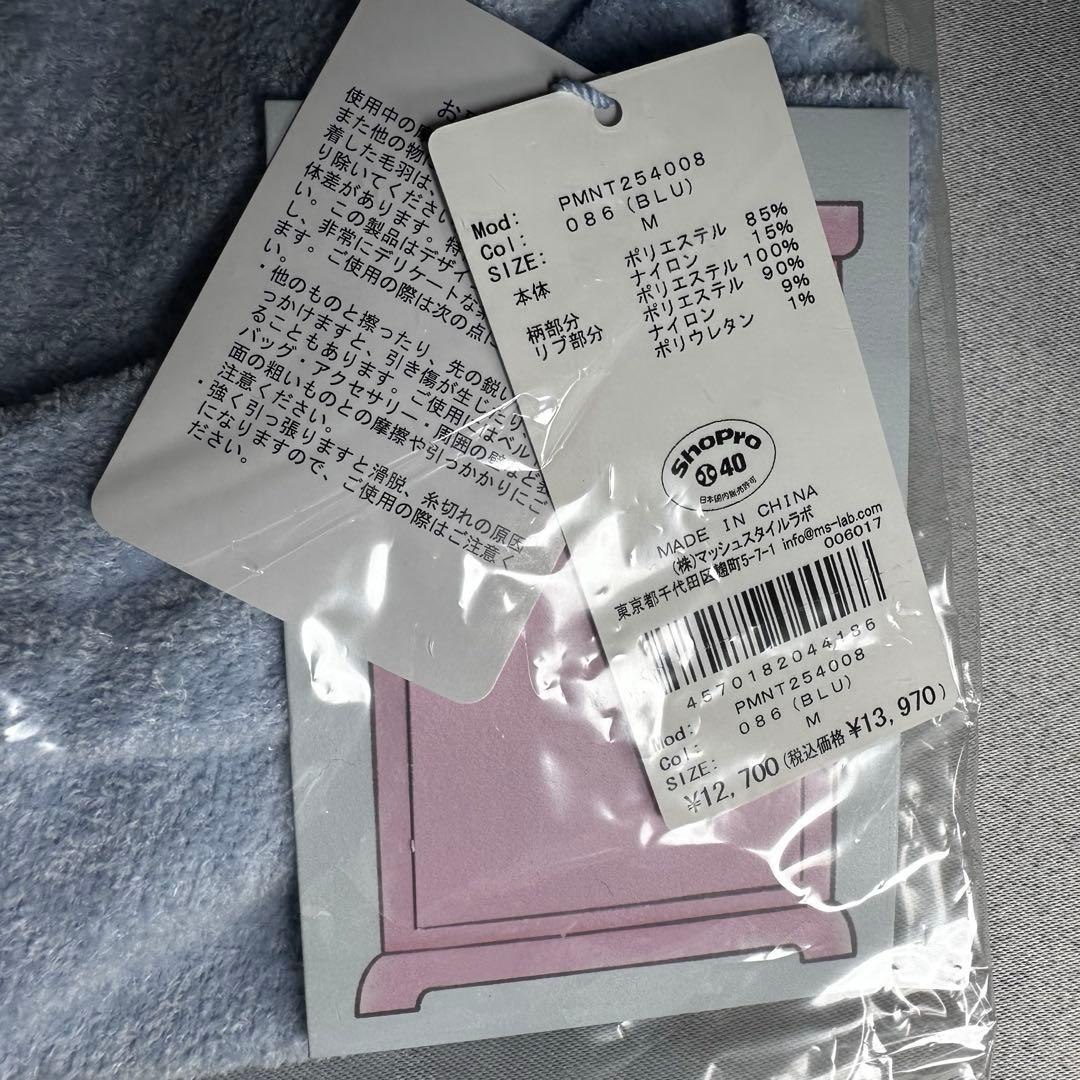 使用中の
また他の物
着した毛羽は、
り除いてください
体差があります。特
い。この製品はデザイ
し、非常にデリケートな
ます。ご使用の際は次の点に
い。
・他のものと擦ったり、先の鋭い
っかけますと、引き傷が生じたり
ることもあります。ご使用にはベル
バッグ・アクセサリー・周囲の壁など
面の粗いものとの摩擦や引っかかりにご
注意ください。
・強く引っ張りますと滑脱、糸切れの原因
になりますので、ご使用の際はご注意く
ださい。
Mod: PMNT254008
Col: 086(BLU)
SIZE: M
本体 ポリエステル 85%
ナイロン 15%
柄部分 ポリエステル 100%
リブ部分 ポリエステル 90%
ナイロン 9%
ポリウレタン 1%
ShoPro
40
日本国内販売許可
MADE IN CHINA
(株)マッシュスタイルラボ
東京都千代田区麹町5-7-1 info@ms-lab.com
006017
4570182044186
Mod: PMNT254008
Col: 086(BLU)
SIZE: M
¥12,700(税込価格¥13,970)